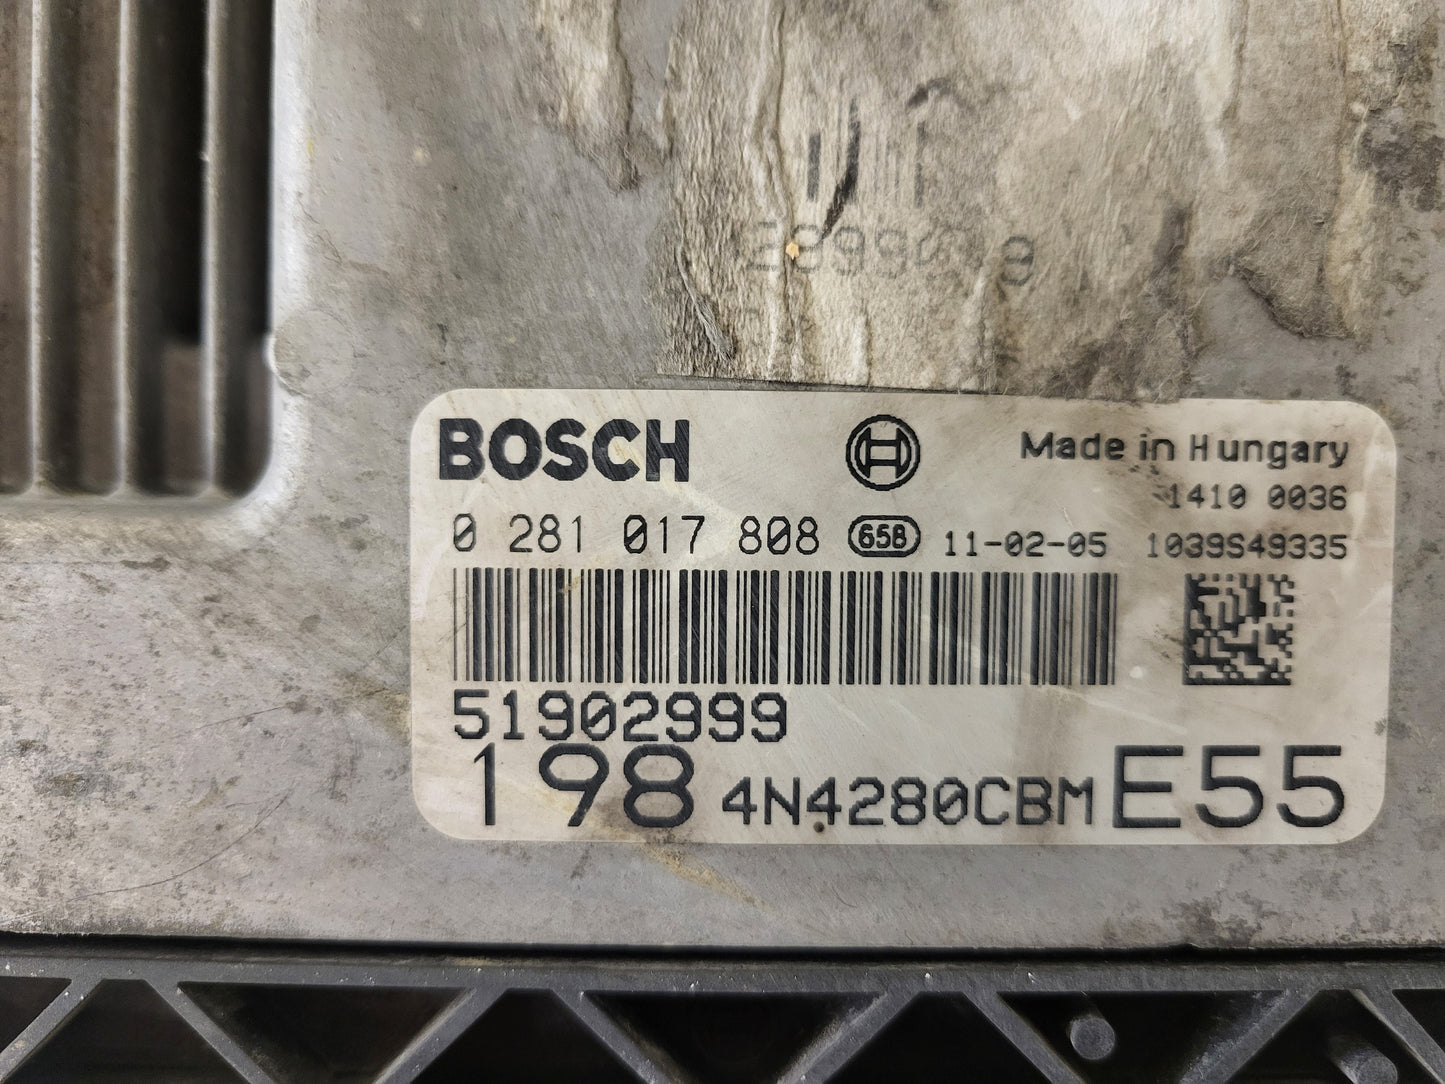 BOSCH
Made in Hungary
1410 0036
0 281 017 808 658 11-02-05 1039S49335
51902999
198 4N4280CBM E55